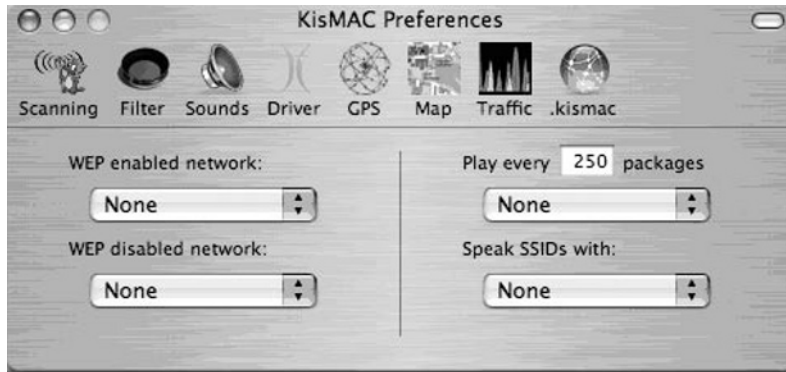 KisMAC Preferences
Scanning Filter Sounds Driver GPS Map Traffic .kismac
WEP enabled network:
None
WEP disabled network:
None
Play every 250 packages
None
Speak SSIDs with:
None